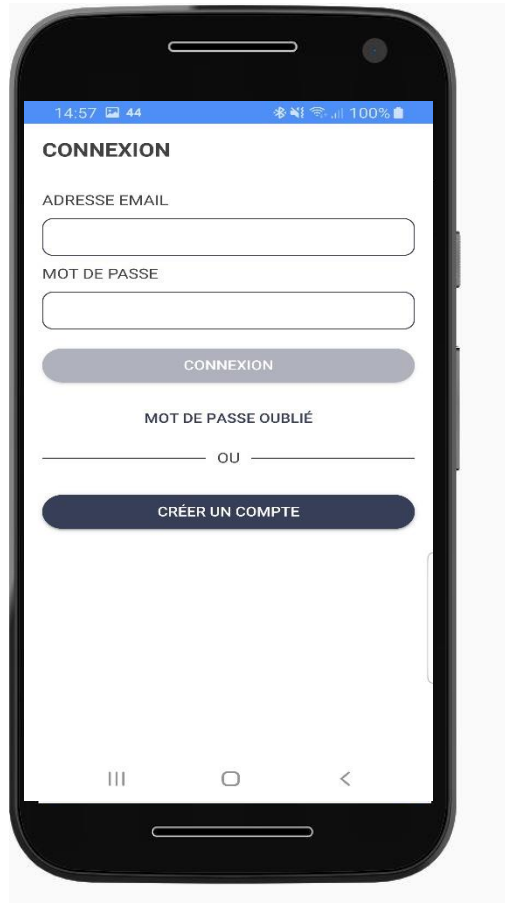 14:57 44 100%
CONNEXION
ADRESSE EMAIL
MOT DE PASSE
CONNEXION
MOT DE PASSE OUBLIÉ
OU
CRÉER UN COMPTE